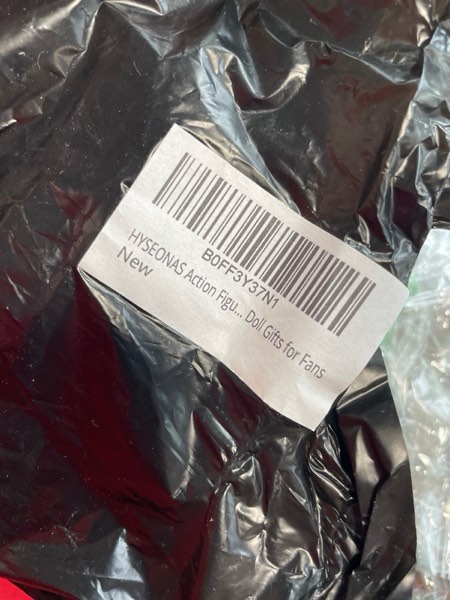 B0FF3Y37N1
HYSEONAS Action Figu... Doll Gifts for Fans
New